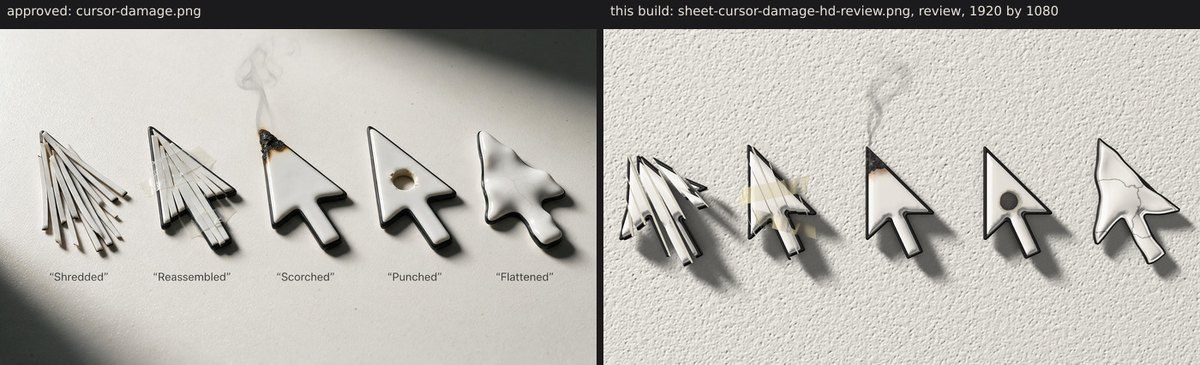 approved: cursor-damage.png
this build: sheet-cursor-damage-hd-review.png, review, 1920 by 1080
“Shredded”
“Reassembled”
“Scorched”
“Punched”
“Flattened”